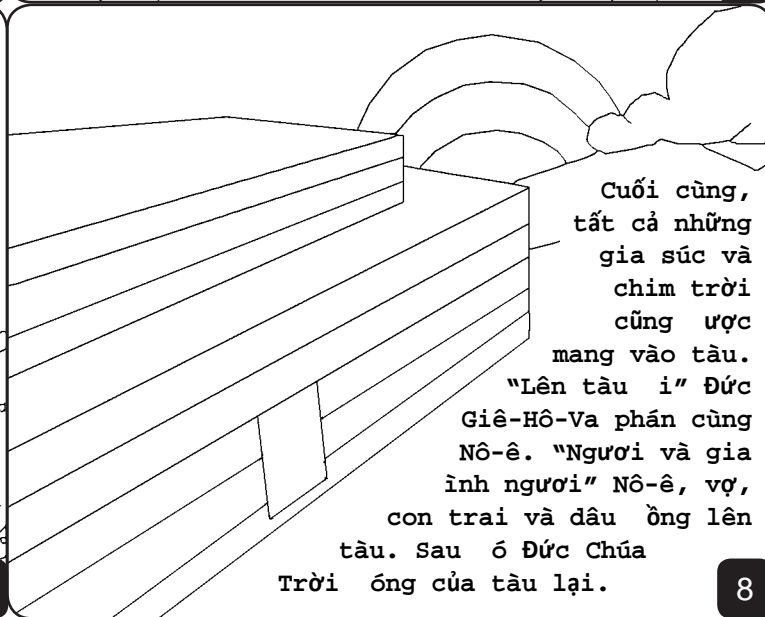 Cuối cùng,
tất cả những
gia súc và
chim trời
cũng ược
mang vào tàu.
"Lên tàu i" Đức
Giê-Hô-Va phán cùng
Nô-ê. "Ngươi và gia
ình ngươi" Nô-ê, vợ,
con trai và dâu ồng lên
tàu. Sau ó Đức Chúa
Trời óng của tàu lại.
8